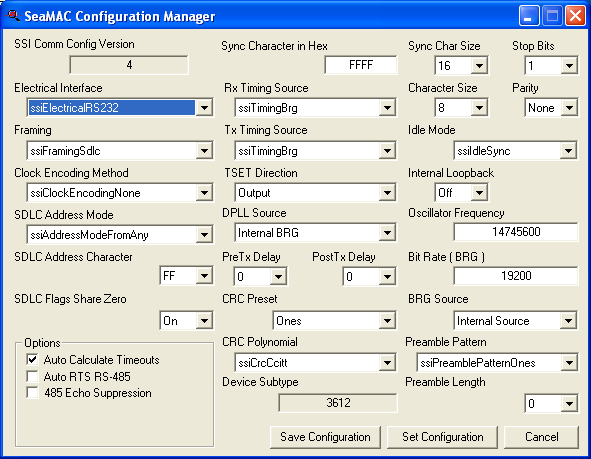 SeaMAC Configuration Manager
SSI Comm Config Version
4
Sync Character in Hex
FFFF
Sync Char Size
16
Stop Bits
1
Electrical Interface
ssiElectricalRS232
Rx Timing Source
ssiTimingBrg
Character Size
8
Parity
None
Framing
ssiFramingSdlc
Tx Timing Source
ssiTimingBrg
Idle Mode
ssiIdleSync
Clock Encoding Method
ssiClockEncodingNone
TSET Direction
Output
Internal Loopback
Off
SDLC Address Mode
ssiAddressModeFromAny
DPLL Source
Internal BRG
Oscillator Frequency
14745600
SDLC Address Character
FF
PreTx Delay
0
PostTx Delay
0
Bit Rate ( BRG )
19200
SDLC Flags Share Zero
On
CRC Preset
Ones
BRG Source
Internal Source
Options
Auto Calculate Timeouts
Auto RTS RS-485
485 Echo Suppression
CRC Polynomial
ssiCrcCcitt
Preamble Pattern
ssiPreamblePatternOnes
Device Subtype
3612
Preamble Length
0
Save Configuration
Set Configuration
Cancel